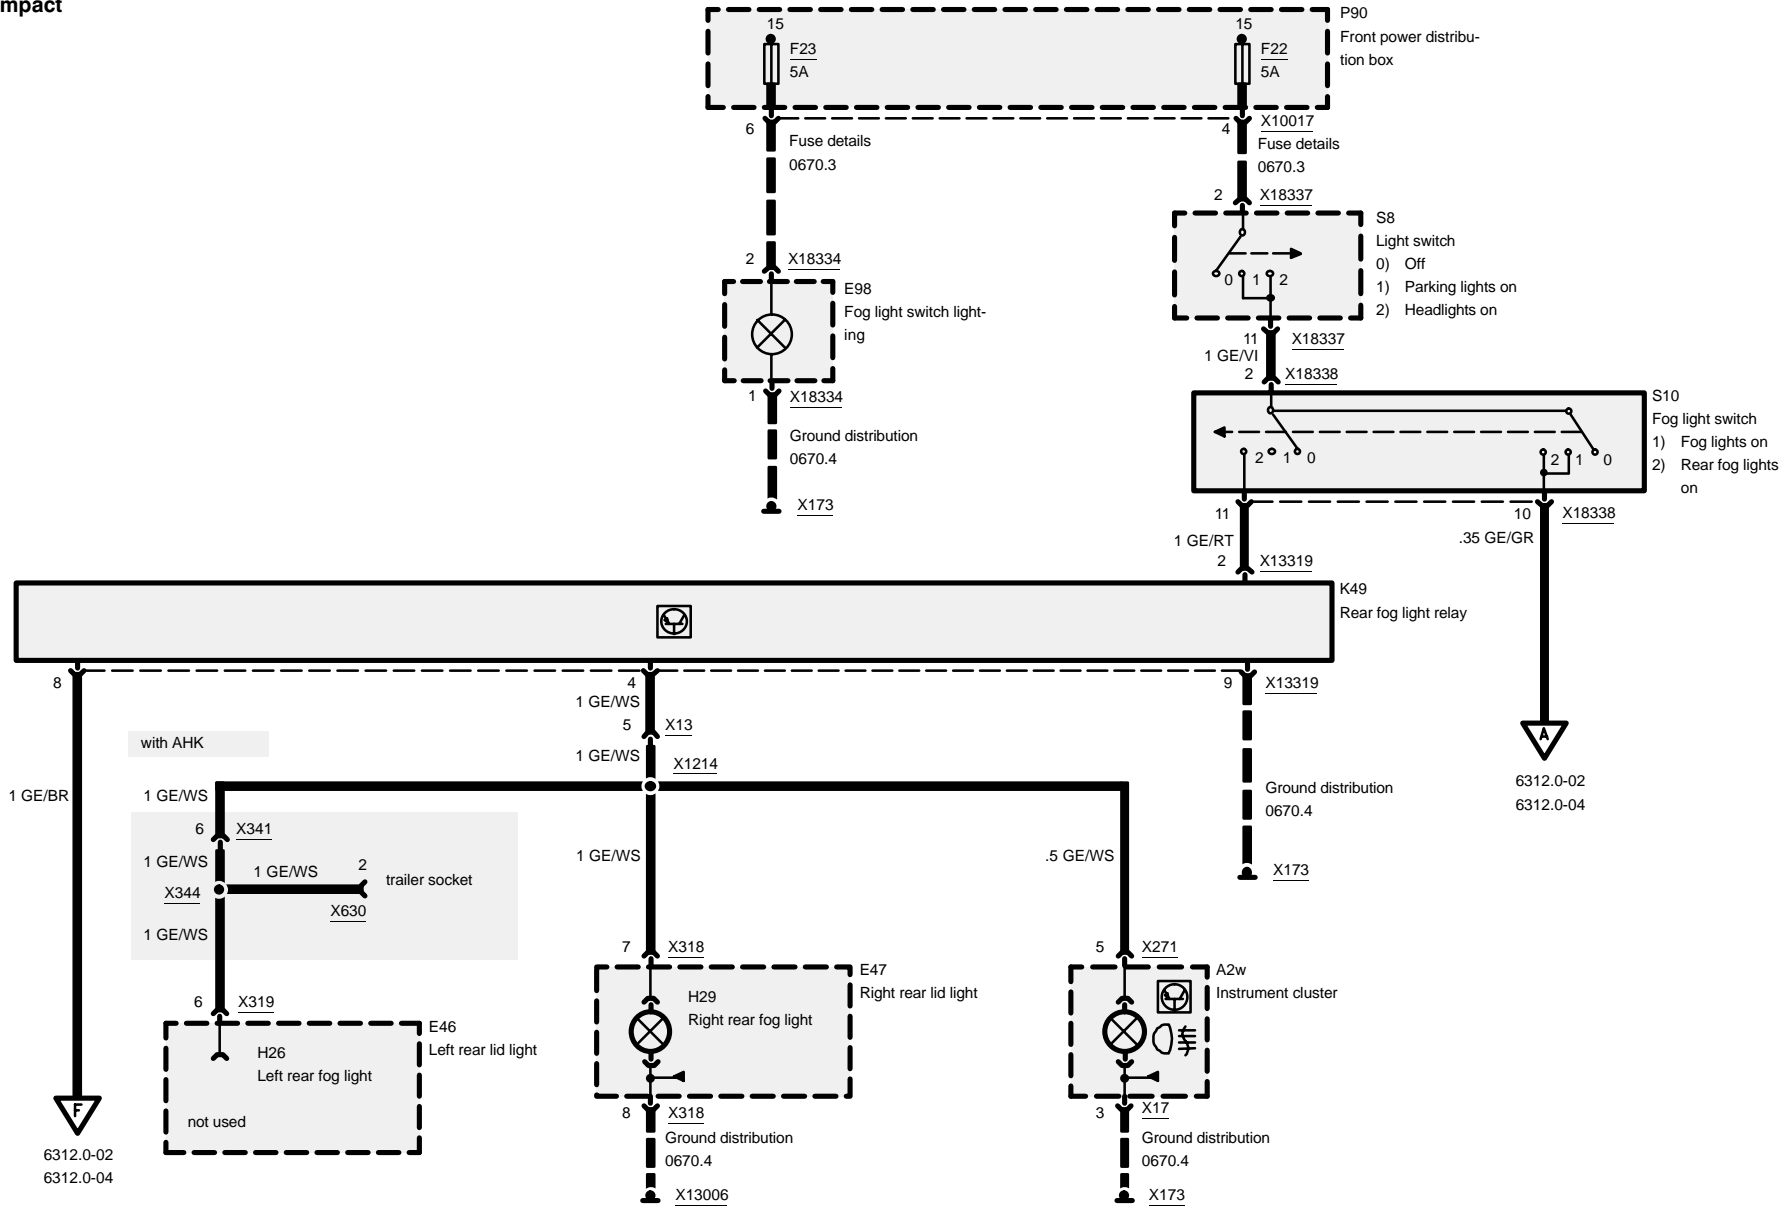 mpact
P90
Front power distribu-
tion box
15
F23
5A
15
F22
5A
6
4
X10017
Fuse details
0670.3
Fuse details
0670.3
2
X18337
S8
Light switch
0) Off
1) Parking lights on
2) Headlights on
0 1 2
2
X18334
E98
Fog light switch light-
ing
11
X18337
1 GE/VI
2
X18338
1
X18334
Ground distribution
0670.4
X173
S10
Fog light switch
1) Fog lights on
2) Rear fog lights
on
2 1 0
2 1 0
11
10
X18338
1 GE/RT
.35 GE/GR
2
X13319
K49
Rear fog light relay
8
4
9
X13319
1 GE/WS
5
X13
1 GE/WS
X1214
with AHK
1 GE/BR
1 GE/WS
6
X341
1 GE/WS
1 GE/WS
2
trailer socket
X344
X630
1 GE/WS
1 GE/WS
.5 GE/WS
Ground distribution
0670.4
X173
A
6312.0-02
6312.0-04
6
X319
E46
Left rear lid light
H26
Left rear fog light
not used
7
X318
E47
Right rear lid light
H29
Right rear fog light
5
X271
A2w
Instrument cluster
F
6312.0-02
6312.0-04
8
X318
Ground distribution
0670.4
X13006
3
X17
Ground distribution
0670.4
X173